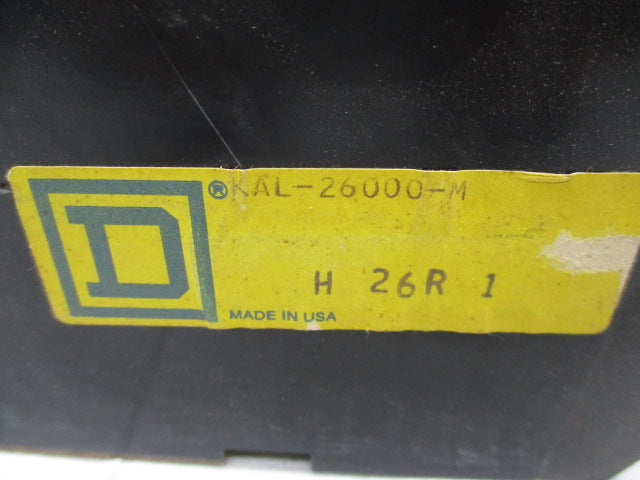 D
® KAL-26000-M
H 26R 1
MADE IN USA